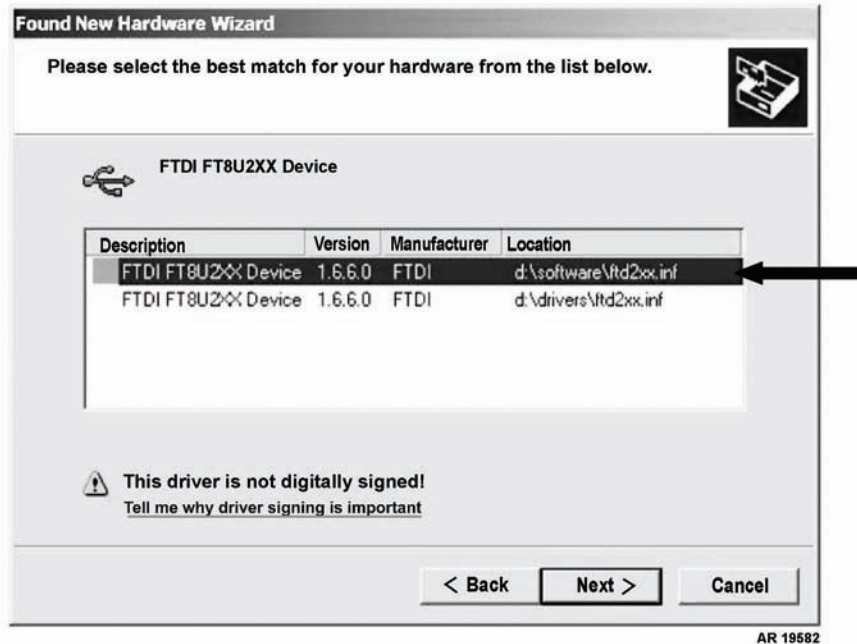 Found New Hardware Wizard
Please select the best match for your hardware from the list below.
FTDI FT8U2XX Device
Description Version Manufacturer Location
FTDI FT8U2XX Device 1.6.6.0 FTDI d:\software\ftd2xx.inf
FTDI FT8U2XX Device 1.6.6.0 FTDI d:\drivers\ftd2xx.inf
This driver is not digitally signed!
Tell me why driver signing is important
< Back Next > Cancel
AR 19582